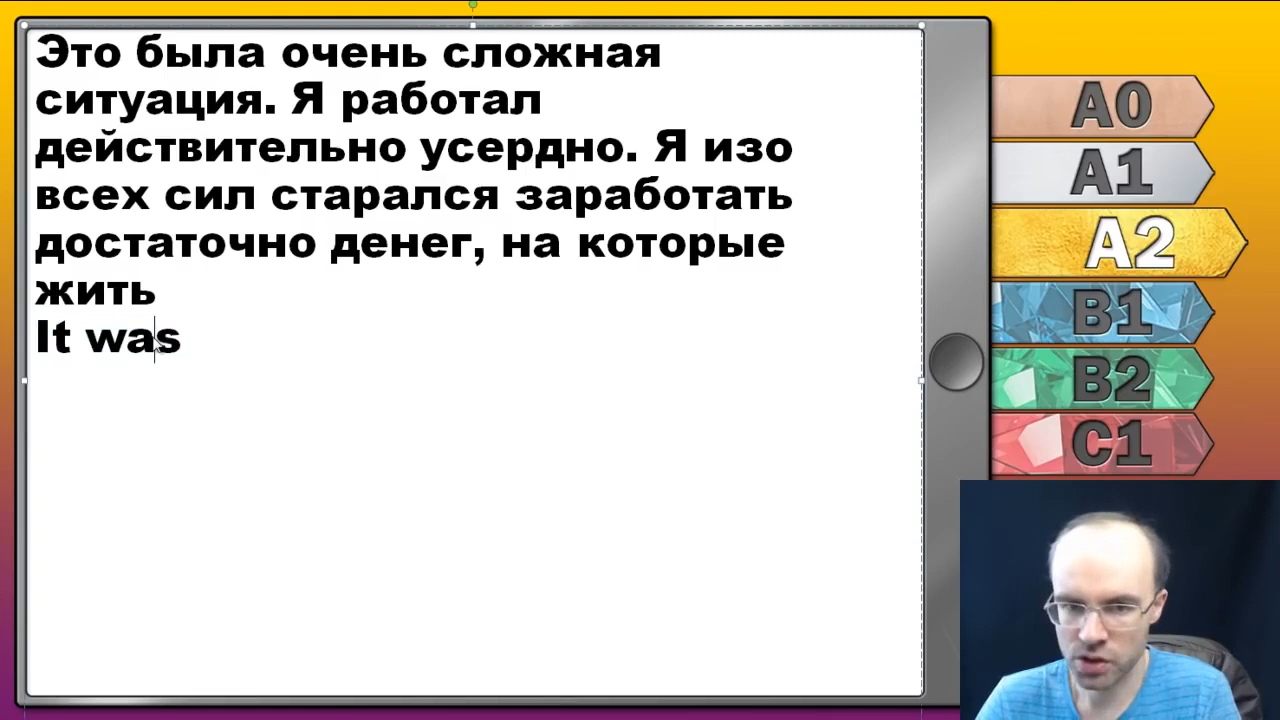 Это была очень сложная
ситуация. Я работал
действительно усердно. Я изо
всех сил старался заработать
достаточно денег, на которые
жить
It was
A0
A1
A2
B1
B2
C1